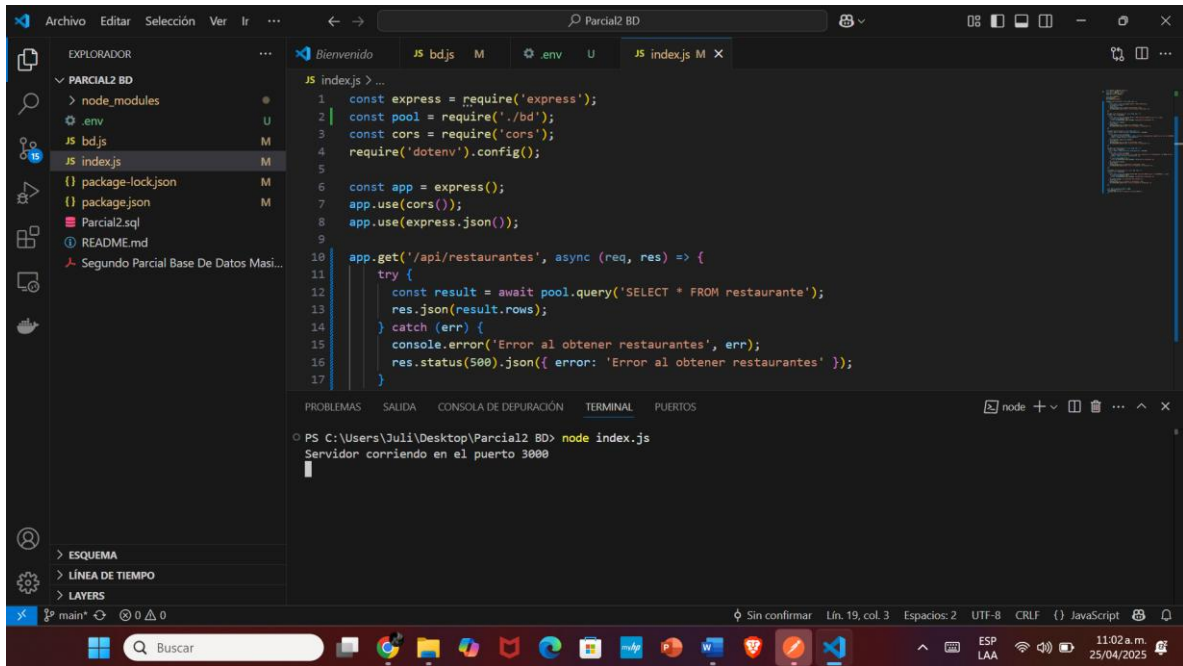 Archivo Editar Selección Ver Ir ··· Parcial2 BD
EXPLORADOR ···
PARCIAL2 BD
node_modules
.env U
JS bd.js M
JS index.js M
{} package-lock.json M
{} package.json M
Parcial2.sql
README.md
Segundo Parcial Base De Datos Masi...
15
ESQUEMA
LÍNEA DE TIEMPO
LAYERS
Bienvenido JS bd.js M .env U JS index.js M
JS index.js > ...
1 const express = require('express');
2 const pool = require('./bd');
3 const cors = require('cors');
4 require('dotenv').config();
5
6 const app = express();
7 app.use(cors());
8 app.use(express.json());
9
10 app.get('/api/restaurantes', async (req, res) => {
11 try {
12 const result = await pool.query('SELECT * FROM restaurante');
13 res.json(result.rows);
14 } catch (err) {
15 console.error('Error al obtener restaurantes', err);
16 res.status(500).json({ error: 'Error al obtener restaurantes' });
17 }
PROBLEMAS SALIDA CONSOLA DE DEPURACIÓN TERMINAL PUERTOS node
PS C:\Users\Juli\Desktop\Parcial2 BD> node index.js
Servidor corriendo en el puerto 3000
main* 0 0 Sin confirmar Lín. 19, col. 3 Espacios: 2 UTF-8 CRLF {} JavaScript
Buscar
ESP
LAA
11:02 a. m.
25/04/2025